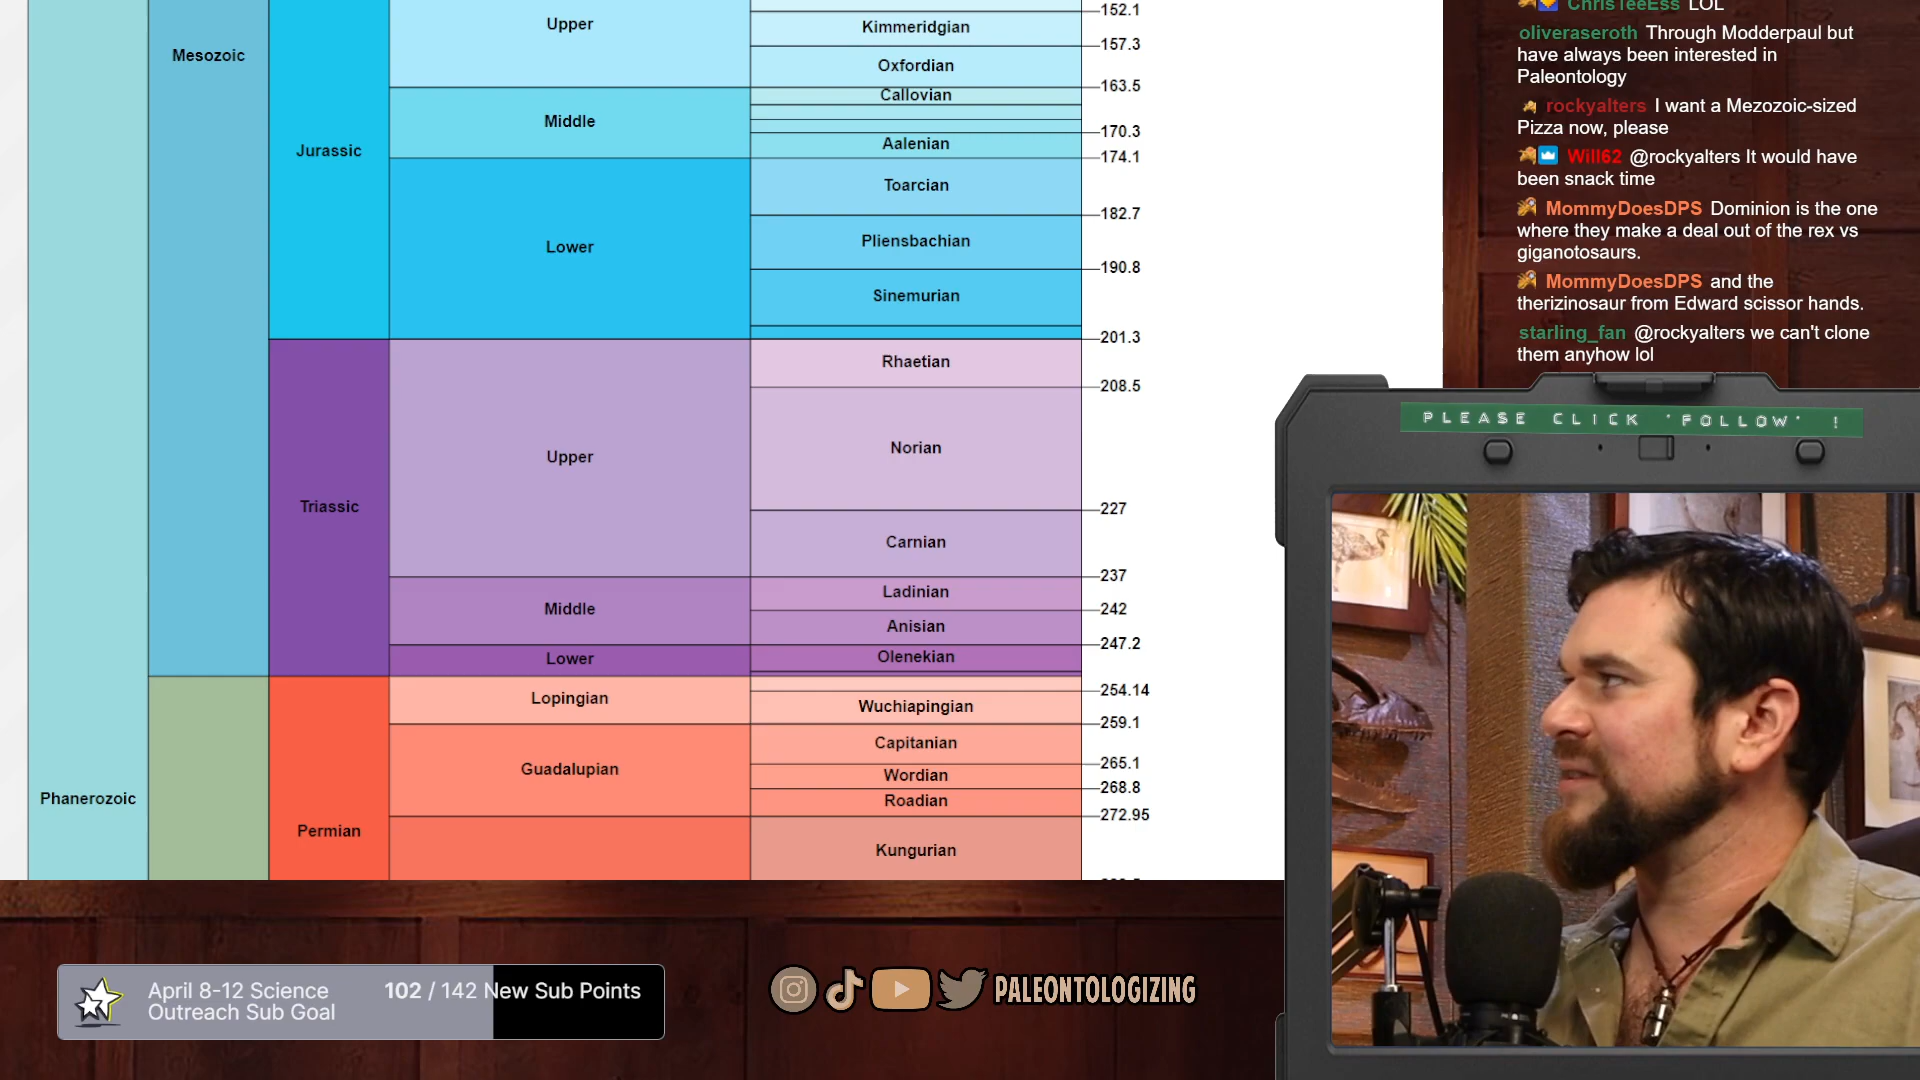 Mesozoic
Phanerozoic
Jurassic
Triassic
Permian
Upper
Middle
Lower
Upper
Middle
Lower
Lopingian
Guadalupian
Kimmeridgian
Oxfordian
Callovian
Aalenian
Toarcian
Pliensbachian
Sinemurian
Rhaetian
Norian
Carnian
Ladinian
Anisian
Olenekian
Wuchiapingian
Capitanian
Wordian
Roadian
Kungurian
152.1
157.3
163.5
170.3
174.1
182.7
190.8
201.3
208.5
227
237
242
247.2
254.14
259.1
265.1
268.8
272.95
ChrisTeeEss LOL
oliveraseroth Through Modderpaul but
have always been interested in
Paleontology
rockyalters I want a Mezozoic-sized
Pizza now, please
Will62 @rockyalters It would have
been snack time
MommyDoesDPS Dominion is the one
where they make a deal out of the rex vs
giganotosaurs.
MommyDoesDPS and the
therizinosaur from Edward scissor hands.
starling_fan @rockyalters we can't clone
them anyhow lol
PLEASE CLICK 'FOLLOW' !
April 8-12 Science
Outreach Sub Goal
102 / 142 New Sub Points
PALEONTOLOGIZING